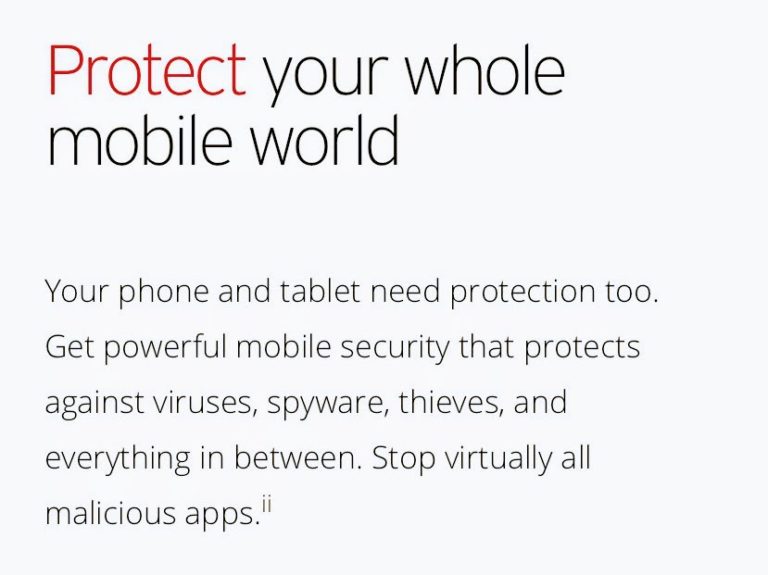 Protect your whole
mobile world
Your phone and tablet need protection too.
Get powerful mobile security that protects
against viruses, spyware, thieves, and
everything in between. Stop virtually all
malicious apps.ii